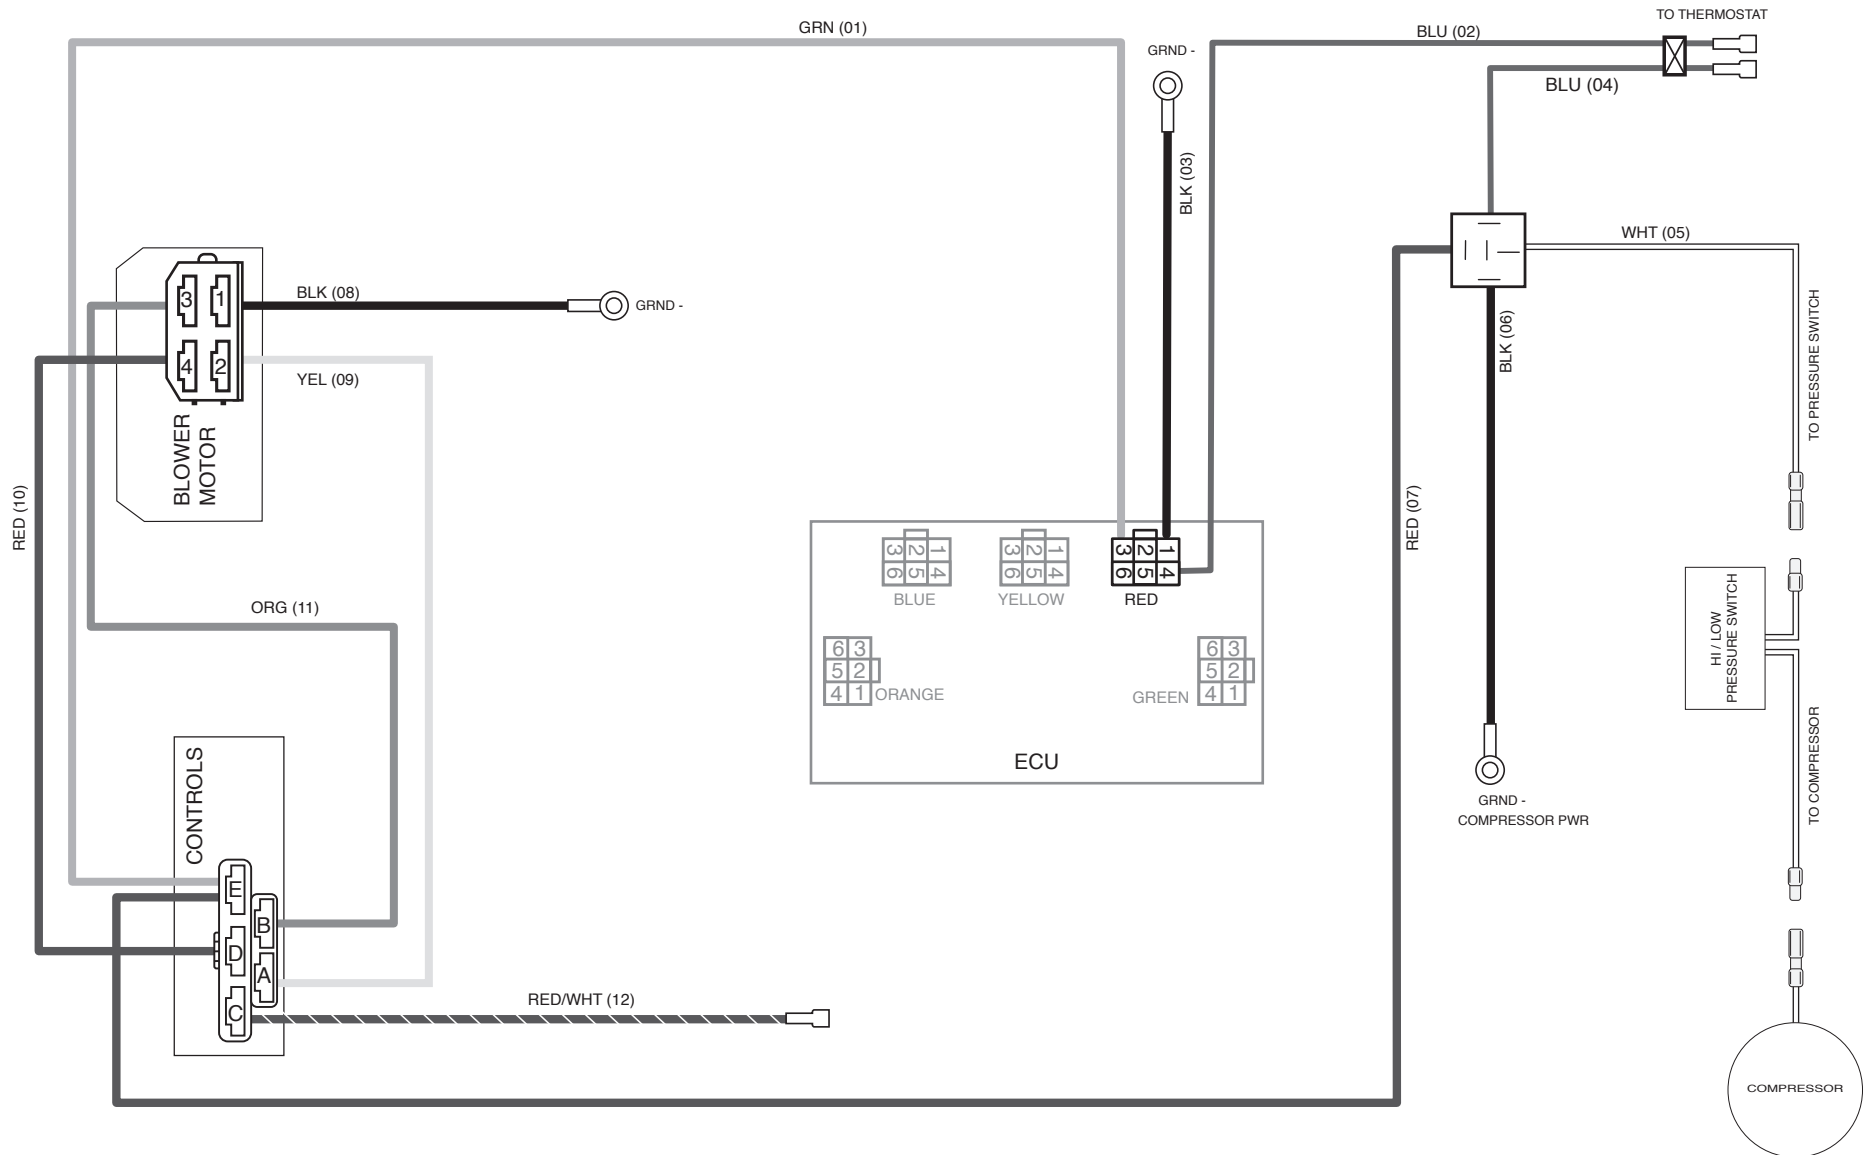 TO THERMOSTAT
GRN (01)
BLU (02)
GRND -
BLU (04)
BLK (03)
WHT (05)
3 1
4 2
BLK (08)
GRND -
YEL (09)
BLOWER
MOTOR
RED (10)
ORG (11)
BLK (06)
TO PRESSURE SWITCH
RED (07)
3 2 1
6 5 4
BLUE
3 2 1
6 5 4
YELLOW
3 2 1
6 5 4
RED
6 3
5 2
4 1
ORANGE
6 3
5 2
4 1
GREEN
ECU
HI / LOW
PRESSURE SWITCH
TO COMPRESSOR
GRND -
COMPRESSOR PWR
CONTROLS
E
B
D
A
C
RED/WHT (12)
COMPRESSOR